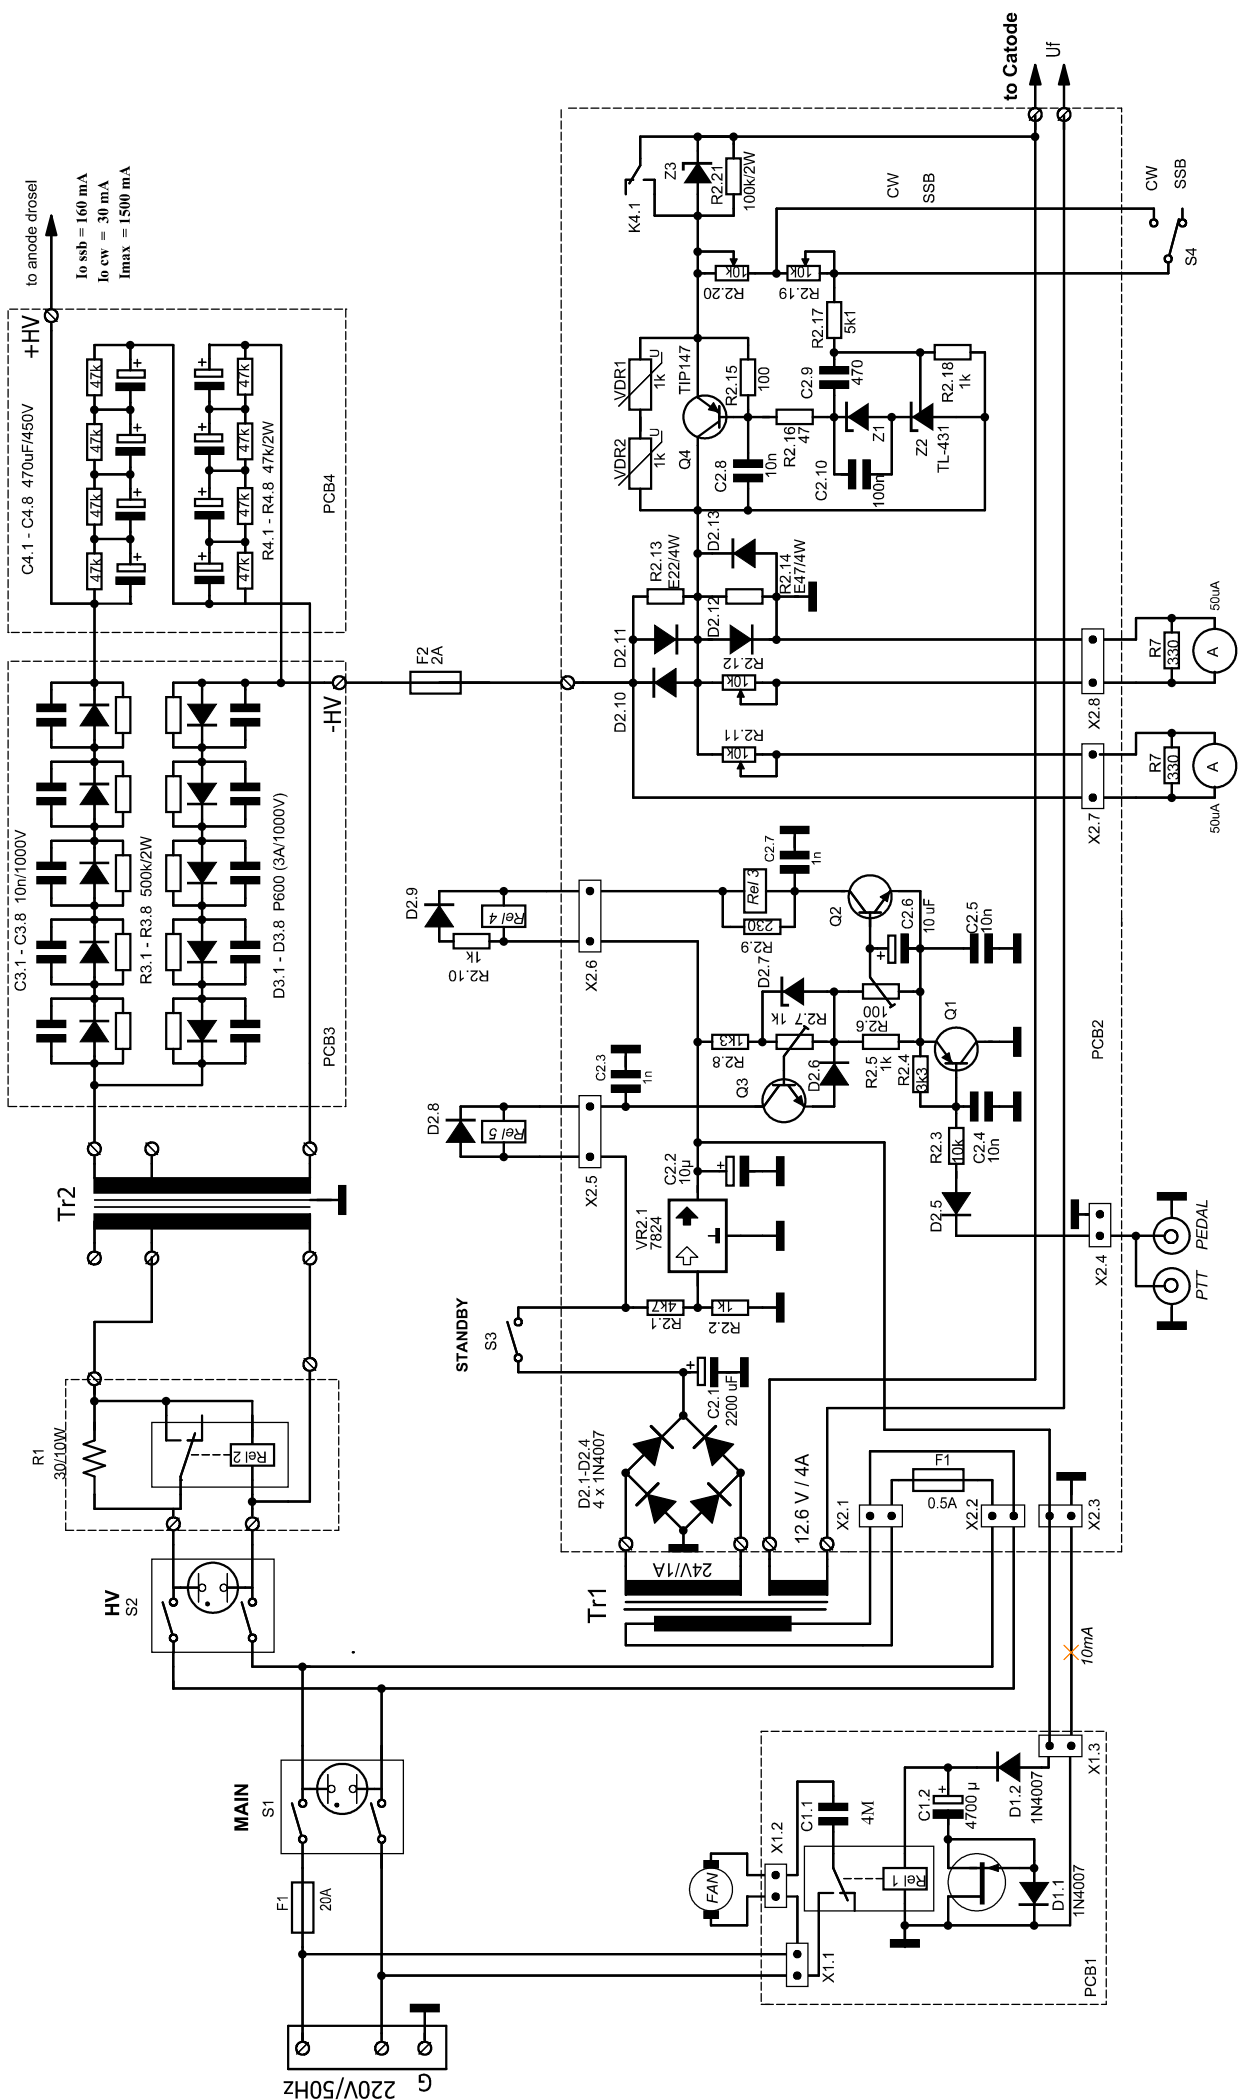 to anode drosel
Io ssb = 160 mA
Io cw = 30 mA
Imax = 1500 mA
+HV
C4.1 - C4.8 470uF/450V
47k
47k
47k
47k
+
+
+
+
+
+
+
+
47k
47k
47k
47k
R4.1 - R4.8 47k/2W
PCB4
C3.1 - C3.8 10n/1000V
R3.1 - R3.8 500k/2W
D3.1 - D3.8 P600 (3A/1000V)
PCB3
-HV
F2
2A
Tr2
R1
30/10W
Rel 2
HV
S2
MAIN
S1
F1
20A
220V/50Hz
G
to Catode
Uf
K4.1
Z3
R2.21
100k/2W
CW
SSB
CW
SSB
S4
R2.20
10k
R2.19
10k
R2.17
5k1
VDR1
1k
U
VDR2
1k
U
TIP147
Q4
R2.15
100
C2.9
470
R2.18
1k
R2.16
47
Z1
Z2
TL-431
C2.8
10n
C2.10
100n
D2.13
R2.13
E22/4W
R2.14
E47/4W
D2.12
D2.11
D2.10
R2.12
10k
R2.11
10k
X2.8
X2.7
R7
330
A
50uA
R7
330
A
50uA
D2.9
Rel 4
1k
R2.10
X2.6
Rel 3
230
R2.9
C2.7
1n
Q2
C2.6
10 uF
+
C2.5
10n
D2.7
R2.7 1k
R2.8
1k3
R2.6
100
R2.5
1k
R2.4
3k3
Q1
Q3
D2.6
C2.3
1n
D2.8
Rel 5
X2.5
C2.2
10µ
+
VR2.1
7824
R2.3
10k
C2.4
10n
D2.5
X2.4
PTT
PEDAL
PCB2
STANDBY
S3
R2.1
4k7
R2.2
1k
C2.1
2200 uF
+
D2.1-D2.4
4 x 1N4007
24V/1A
12.6 V / 4A
Tr1
X2.1
F1
0.5A
X2.2
X2.3
10mA
X1.3
D1.2
1N4007
C1.2
4700 µ
+
D1.1
1N4007
Rel 1
C1.1
4M
X1.2
FAN
X1.1
PCB1